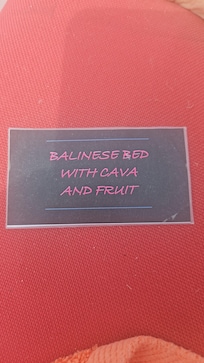 BALINESE BED
WITH CAVA
AND FRUIT